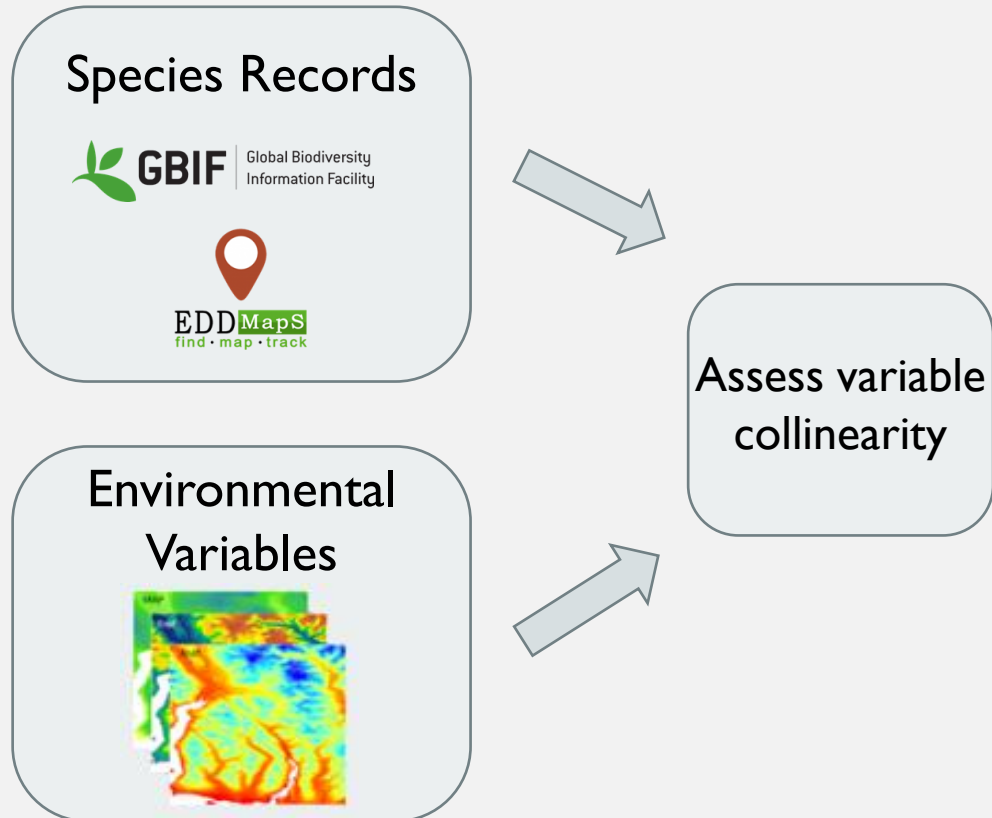 Species Records
GBIF
Global Biodiversity
Information Facility
EDDMapS
find · map · track
Environmental
Variables
Assess variable
collinearity